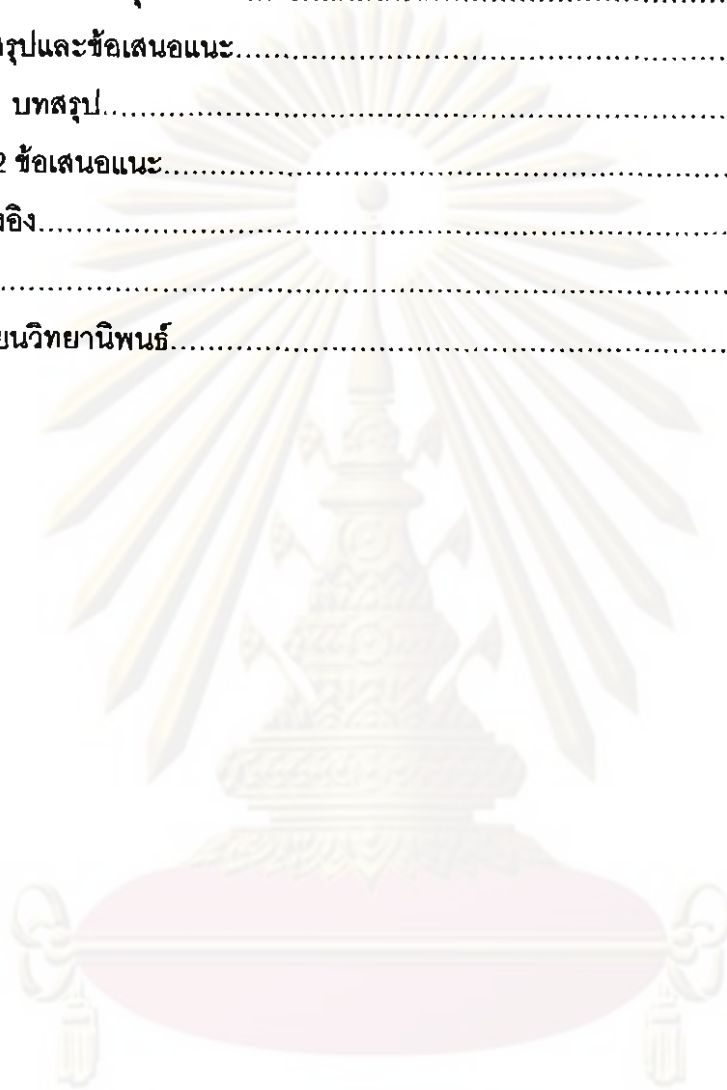 รุปและข้อเสนอแนะ..............................................................
บทสรุป..............................................................
2 ข้อเสนอแนะ..............................................................
งอิง..............................................................
..............................................................
ยนวิทยานิพนธ์..............................................................